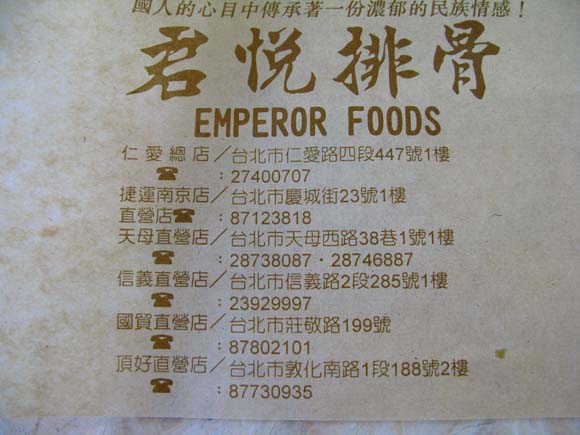 國人的心目中傳承著一份濃郁的民族情感！
君悅排骨
EMPEROR FOODS
仁愛總店／台北市仁愛路四段447號1樓
☎：27400707
捷運南京店／台北市慶城街23號1樓
直營店☎：87123818
天母直營店／台北市天母西路38巷1號1樓
☎：28738087・28746887
信義直營店／台北市信義路2段285號1樓
☎：23929997
國貿直營店／台北市莊敬路199號
☎：87802101
頂好直營店／台北市敦化南路1段188號2樓
☎：87730935